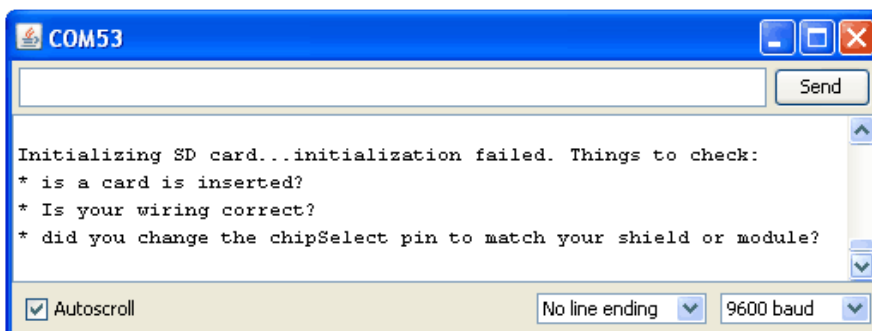 COM53
Send
Initializing SD card...initialization failed. Things to check:
* is a card is inserted?
* Is your wiring correct?
* did you change the chipSelect pin to match your shield or module?
Autoscroll
No line ending
9600 baud